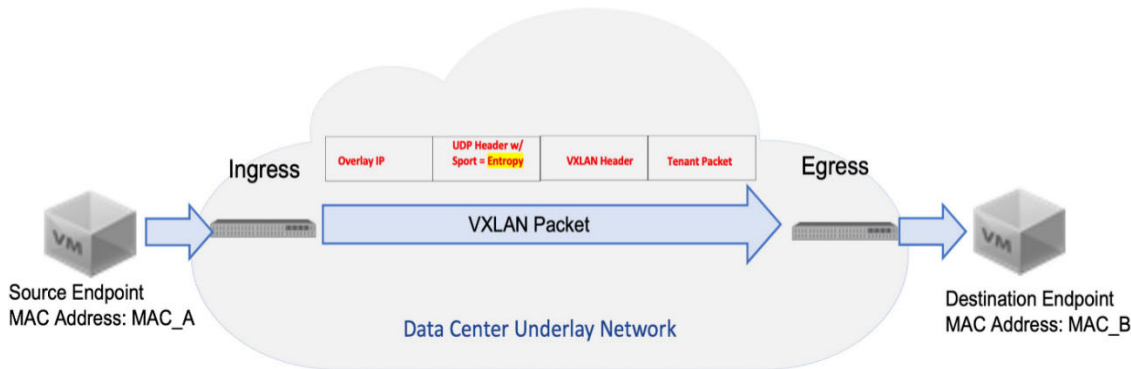 Overlay IP
UDP Header w/
Sport = Entropy
VXLAN Header
Tenant Packet
Ingress
Egress
VM
VXLAN Packet
VM
Source Endpoint
MAC Address: MAC_A
Destination Endpoint
MAC Address: MAC_B
Data Center Underlay Network